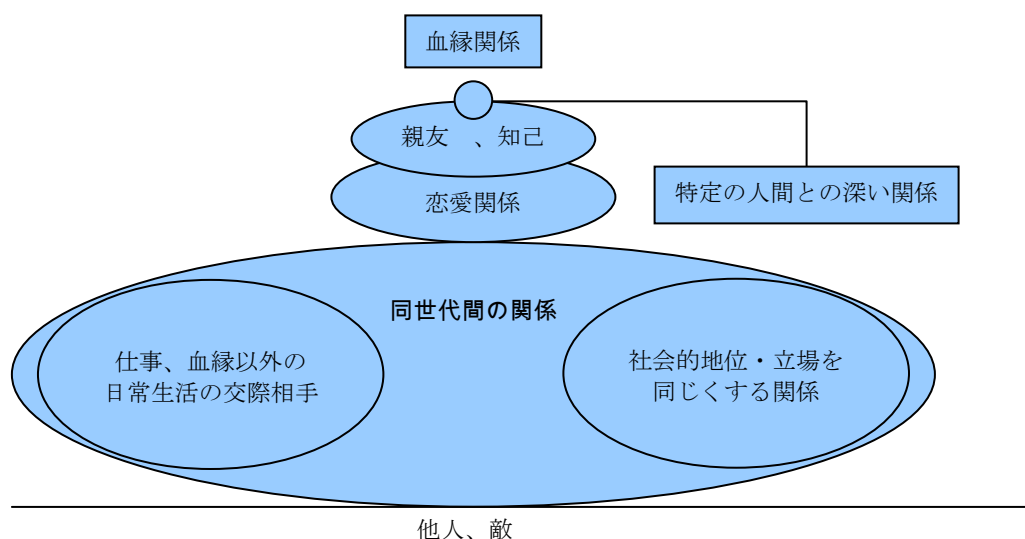 血縁関係
親友　、知己
特定の人間との深い関係
恋愛関係
同世代間の関係
仕事、血縁以外の
日常生活の交際相手
社会的地位・立場を
同じくする関係
他人、敵